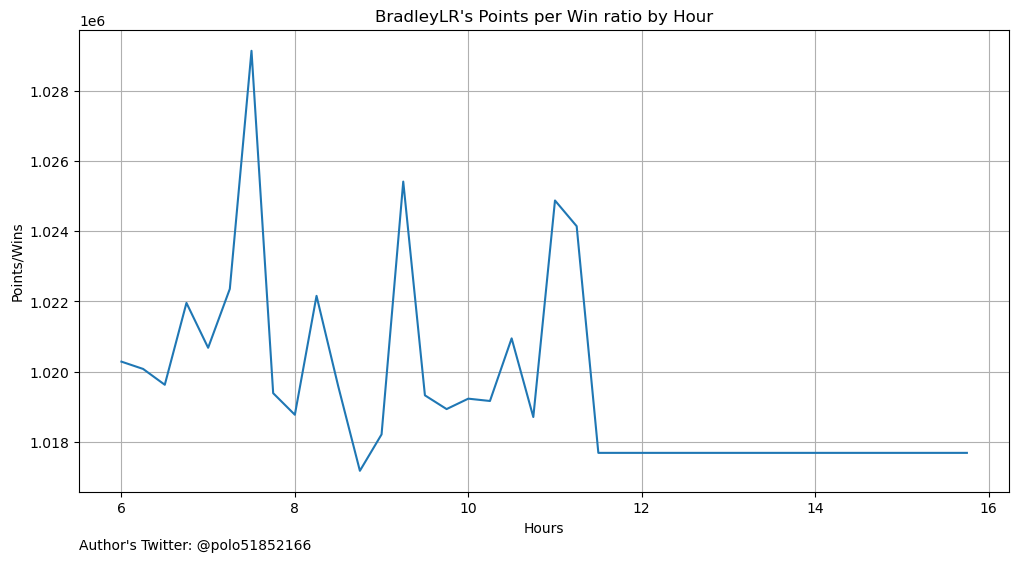 BradleyLR's Points per Win ratio by Hour
1e6
1.028
1.026
1.024
1.022
1.020
1.018
Points/Wins
6 8 10 12 14 16
Hours
Author's Twitter: @polo51852166